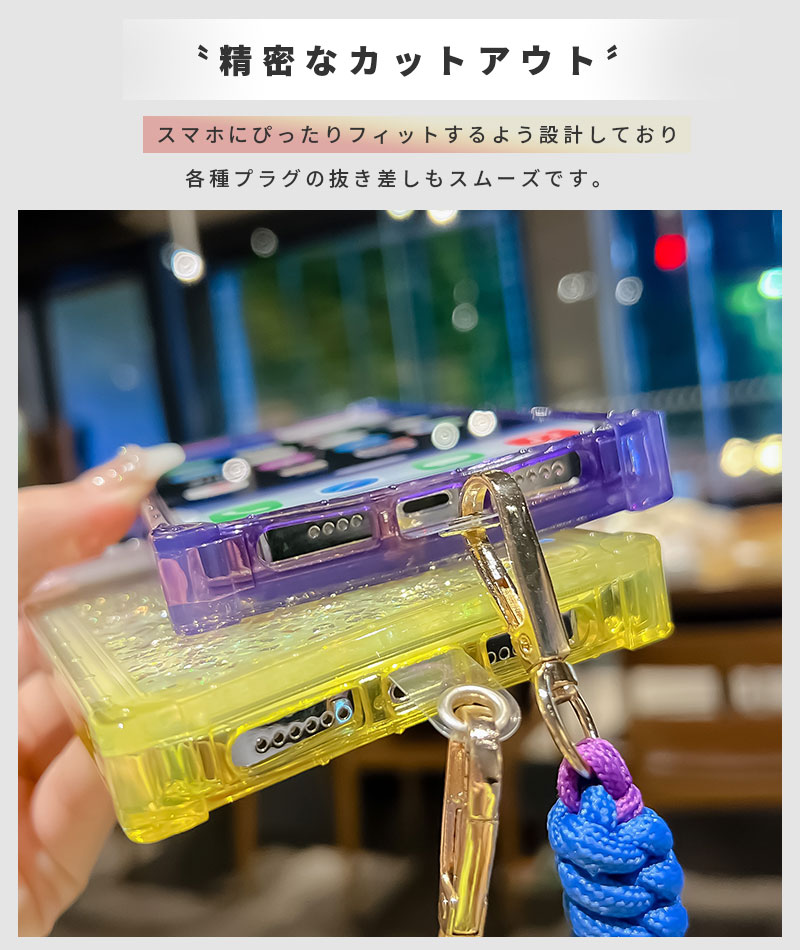 〝精密なカットアウト〞
スマホにぴったりフィットするよう設計しており
各種プラグの抜き差しもスムーズです。